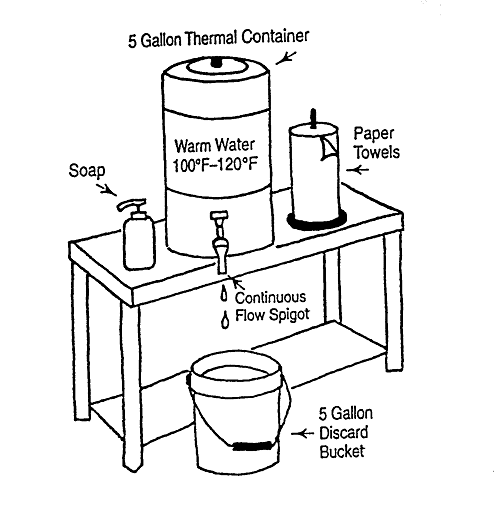 5 Gallon Thermal Container
Warm Water
100°F–120°F
Paper
Towels
Soap
Continuous
Flow Spigot
5 Gallon
Discard
Bucket